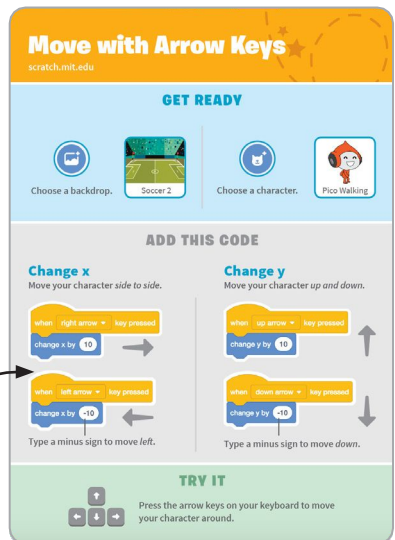 Move with Arrow Keys
scratch.mit.edu
GET READY
Choose a backdrop.
Soccer 2
Choose a character.
Pico Walking
ADD THIS CODE
Change x
Move your character side to side.
when right arrow key pressed
change x by 10
when left arrow key pressed
change x by -10
Type a minus sign to move left.
Change y
Move your character up and down.
when up arrow key pressed
change y by 10
when down arrow key pressed
change y by -10
Type a minus sign to move down.
TRY IT
Press the arrow keys on your keyboard to move
your character around.